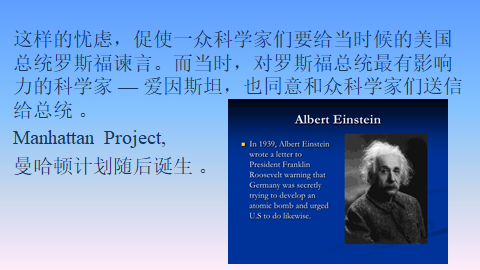 这样的忧虑，促使一众科学家们要给当时候的美国
总统罗斯福谏言。而当时，对罗斯福总统最有影响
力的科学家 — 爱因斯坦，也同意和众科学家们送信
给总统 。
Manhattan Project,
曼哈顿计划随后诞生 。
Albert Einstein
In 1939, Albert Einstein
wrote a letter to
President Franklin
Roosevelt warning that
Germany was secretly
trying to develop an
atomic bomb and urged
U.S to do likewise.